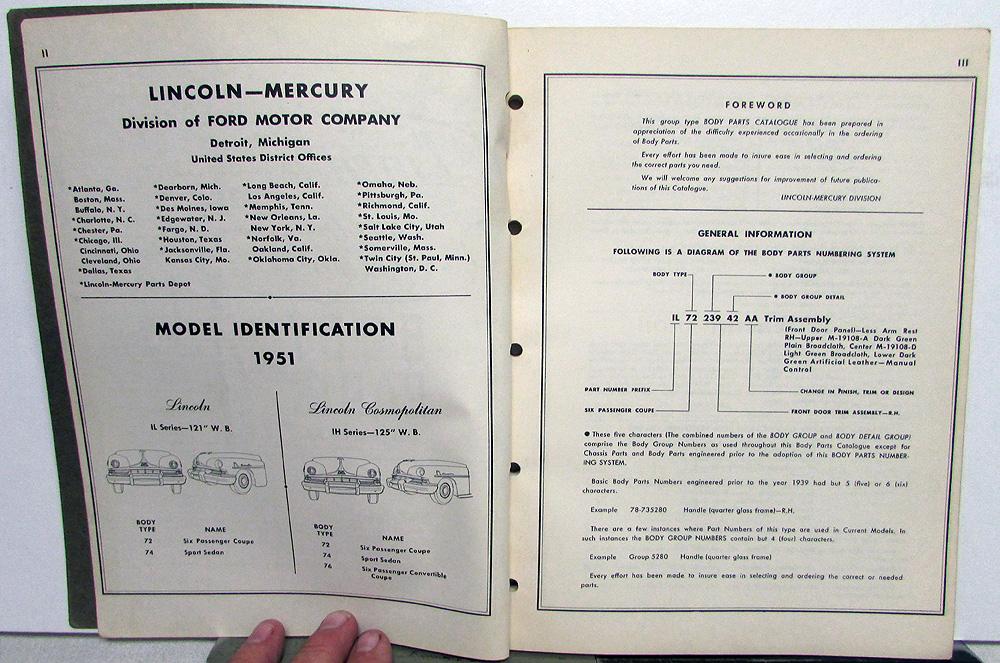 II
LINCOLN—MERCURY
Division of FORD MOTOR COMPANY
Detroit, Michigan
United States District Offices
*Atlanta, Ga.
Boston, Mass.
Buffalo, N. Y.
*Charlotte, N. C.
*Chester, Pa.
*Chicago, Ill.
Cincinnati, Ohio
Cleveland, Ohio
*Dallas, Texas
*Dearborn, Mich.
*Denver, Colo.
*Des Moines, Iowa
*Edgewater, N. J.
*Fargo, N. D.
*Houston, Texas
*Jacksonville, Fla.
Kansas City, Mo.
*Long Beach, Calif.
Los Angeles, Calif.
*Memphis, Tenn.
*New Orleans, La.
New York, N. Y.
*Norfolk, Va.
Oakland, Calif.
*Oklahoma City, Okla.
*Omaha, Neb.
*Pittsburgh, Pa.
*Richmond, Calif.
*St. Louis, Mo.
*Salt Lake City, Utah
*Seattle, Wash.
*Somerville, Mass.
*Twin City (St. Paul, Minn.)
Washington, D. C.
*Lincoln-Mercury Parts Depot
MODEL IDENTIFICATION
1951
Lincoln
IL Series—121" W. B.
BODY
TYPE NAME
72 Six Passenger Coupe
74 Sport Sedan
Lincoln Cosmopolitan
IH Series—125" W. B.
BODY
TYPE NAME
72 Six Passenger Coupe
74 Sport Sedan
76 Six Passenger Convertible
Coupe
III
FOREWORD
This group type BODY PARTS CATALOGUE has been prepared in
appreciation of the difficulty experienced occasionally in the ordering
of Body Parts.
Every effort has been made to insure ease in selecting and ordering
the correct parts you need.
We will welcome any suggestions for improvement of future publica-
tions of this Catalogue.
LINCOLN-MERCURY DIVISION
GENERAL INFORMATION
FOLLOWING IS A DIAGRAM OF THE BODY PARTS NUMBERING SYSTEM
BODY TYPE
● BODY GROUP
● BODY GROUP DETAIL
IL 72 239 42 AA Trim Assembly
(Front Door Panel)—Less Arm Rest
RH—Upper M-19108-A Dark Green
Plain Broadcloth, Center M-19108-D
Light Green Broadcloth, Lower Dark
Green Artificial Leather—Manual
Control
PART NUMBER PREFIX
CHANGE IN FINISH, TRIM OR DESIGN
SIX PASSENGER COUPE
FRONT DOOR TRIM ASSEMBLY—R.H.
● These five characters (The combined numbers of the BODY GROUP and BODY DETAIL GROUP)
comprise the Body Group Numbers as used throughout this Body Parts Catalogue except for
Chassis Parts and Body Parts engineered prior to the adoption of this BODY PARTS NUMBER-
ING SYSTEM.
Basic Body Parts Numbers engineered prior to the year 1939 had but 5 (five) or 6 (six)
characters.
Example 78-735280 Handle (quarter glass frame)—R.H.
There are a few instances where Part Numbers of this type are used in Current Models. In
such instances the BODY GROUP NUMBERS contain but 4 (four) characters.
Example Group 5280 Handle (quarter glass frame)
Every effort has been made to insure ease in selecting and ordering the correct or needed
parts.